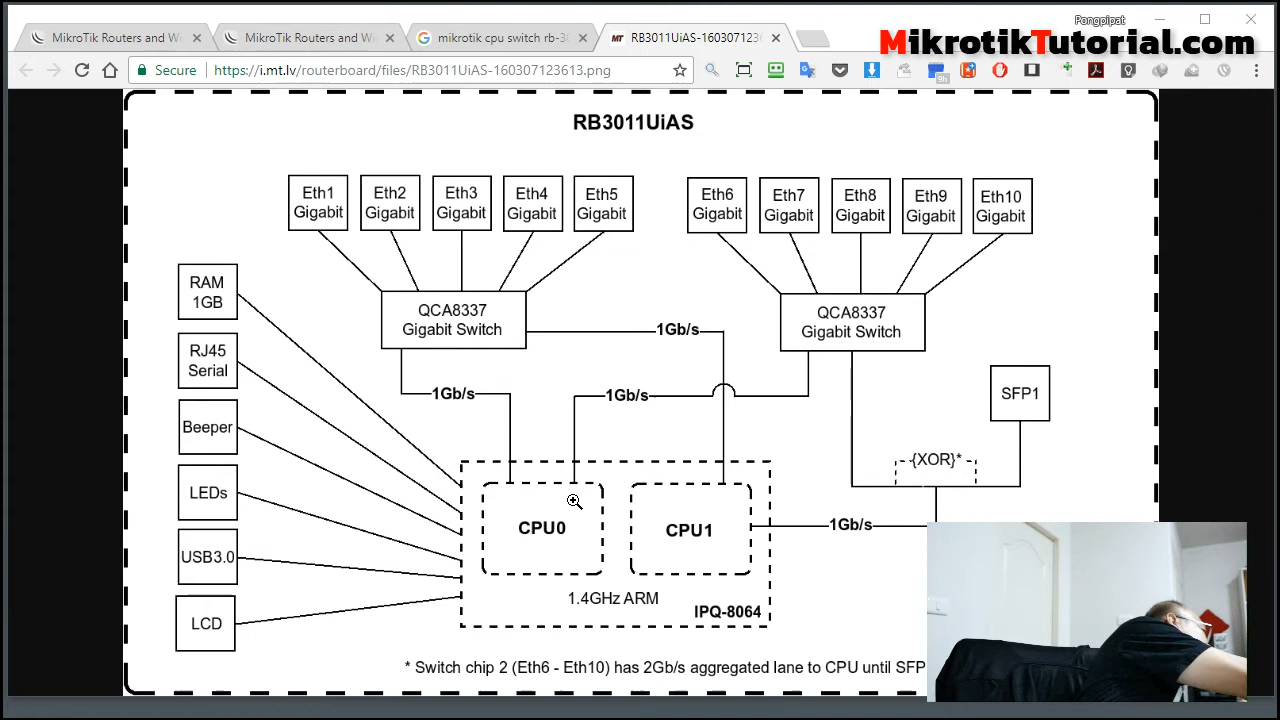 Pongpipat
MikroTik Routers and Wi
MikroTik Routers and Wi
mikrotik cpu switch rb-30
RB3011UiAS-160307123
MikrotikTutorial.com
Secure
https://i.mt.lv/routerboard/files/RB3011UiAS-160307123613.png
9h
RB3011UiAS
Eth1 Gigabit
Eth2 Gigabit
Eth3 Gigabit
Eth4 Gigabit
Eth5 Gigabit
Eth6 Gigabit
Eth7 Gigabit
Eth8 Gigabit
Eth9 Gigabit
Eth10 Gigabit
RAM
1GB
QCA8337
Gigabit Switch
QCA8337
Gigabit Switch
1Gb/s
RJ45
Serial
1Gb/s
1Gb/s
SFP1
Beeper
{XOR}*
LEDs
CPU0
CPU1
1Gb/s
USB3.0
1.4GHz ARM
IPQ-8064
LCD
* Switch chip 2 (Eth6 - Eth10) has 2Gb/s aggregated lane to CPU until SFP